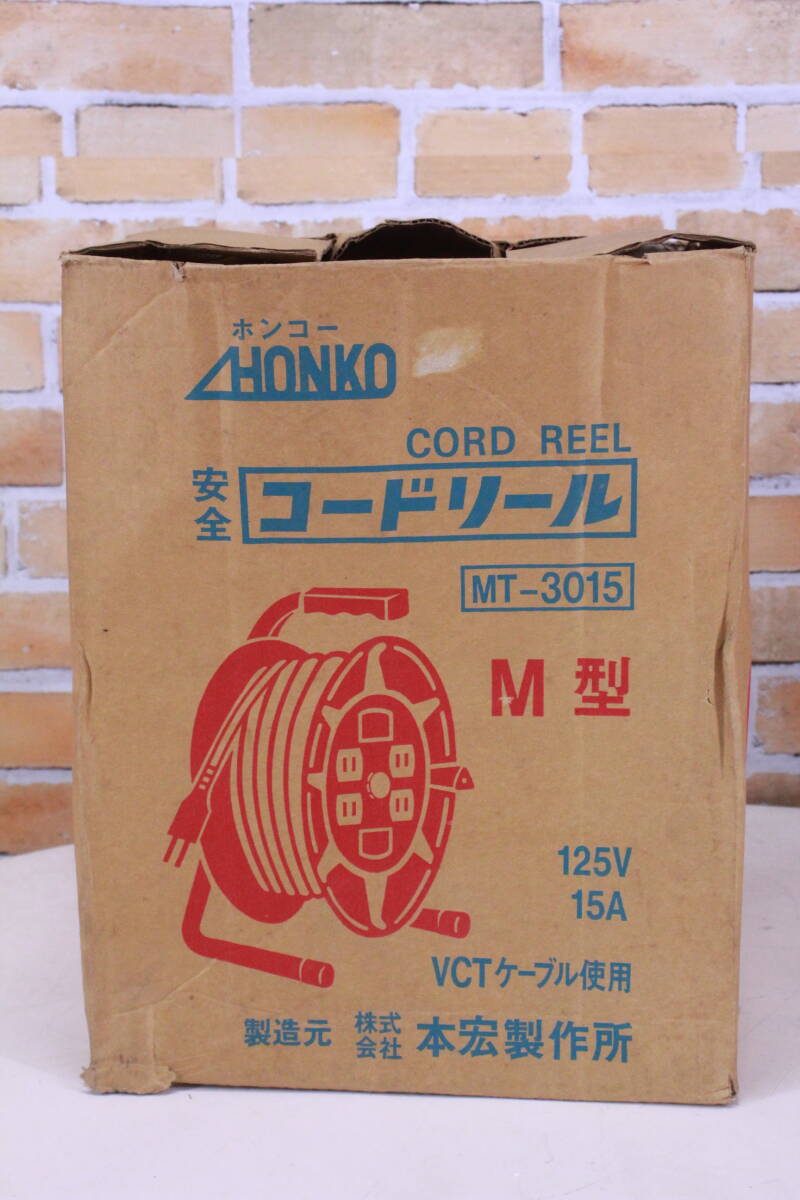 ホンコー
HONKO
CORD REEL
安全 コードリール
MT-3015
M型
125V
15A
VCTケーブル使用
製造元 株式会社 本宏製作所